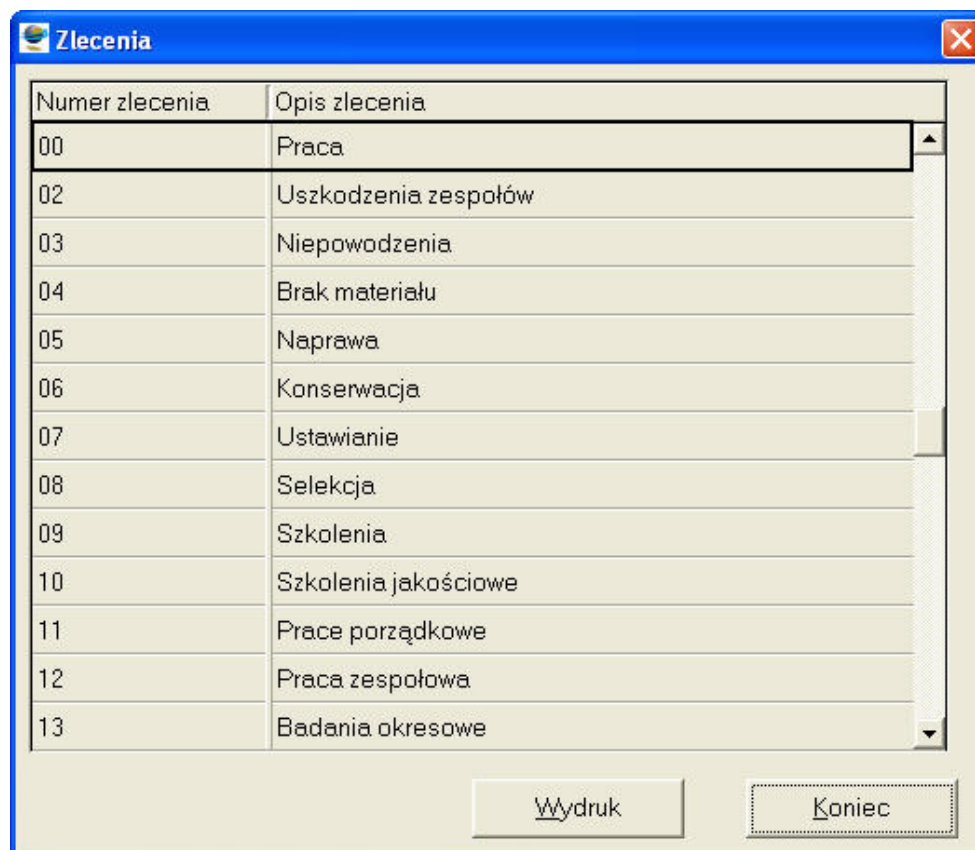 Zlecenia
Numer zlecenia Opis zlecenia
00 Praca
02 Uszkodzenia zespołów
03 Niepowodzenia
04 Brak materiału
05 Naprawa
06 Konserwacja
07 Ustawianie
08 Selekcja
09 Szkolenia
10 Szkolenia jakościowe
11 Prace porządkowe
12 Praca zespołowa
13 Badania okresowe
Wydruk Koniec